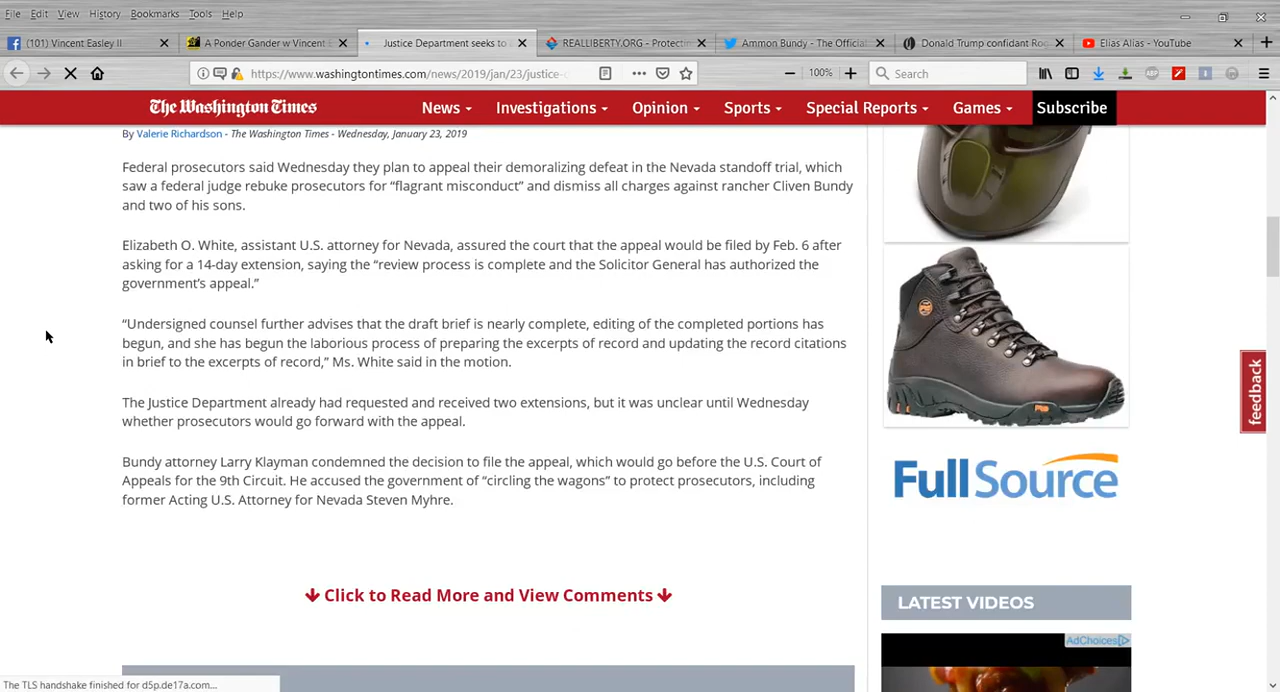 File Edit View History Bookmarks Tools Help
(101) Vincent Easley II
A Ponder Gander w Vincent
Justice Department seeks to
REALLIBERTY.ORG - Protectin
Ammon Bundy - The Official
Donald Trump confidant Rog
Elias Alias - YouTube
https://www.washingtontimes.com/news/2019/jan/23/justice-
100%
Search
The Washington Times
News
Investigations
Opinion
Sports
Special Reports
Games
Subscribe
By Valerie Richardson - The Washington Times - Wednesday, January 23, 2019
Federal prosecutors said Wednesday they plan to appeal their demoralizing defeat in the Nevada standoff trial, which
saw a federal judge rebuke prosecutors for “flagrant misconduct” and dismiss all charges against rancher Cliven Bundy
and two of his sons.
Elizabeth O. White, assistant U.S. attorney for Nevada, assured the court that the appeal would be filed by Feb. 6 after
asking for a 14-day extension, saying the “review process is complete and the Solicitor General has authorized the
government’s appeal.”
“Undersigned counsel further advises that the draft brief is nearly complete, editing of the completed portions has
begun, and she has begun the laborious process of preparing the excerpts of record and updating the record citations
in brief to the excerpts of record,” Ms. White said in the motion.
The Justice Department already had requested and received two extensions, but it was unclear until Wednesday
whether prosecutors would go forward with the appeal.
Bundy attorney Larry Klayman condemned the decision to file the appeal, which would go before the U.S. Court of
Appeals for the 9th Circuit. He accused the government of “circling the wagons” to protect prosecutors, including
former Acting U.S. Attorney for Nevada Steven Myhre.
Click to Read More and View Comments
FullSource
LATEST VIDEOS
AdChoices
feedback
The TLS handshake finished for d5p.de17a.com...